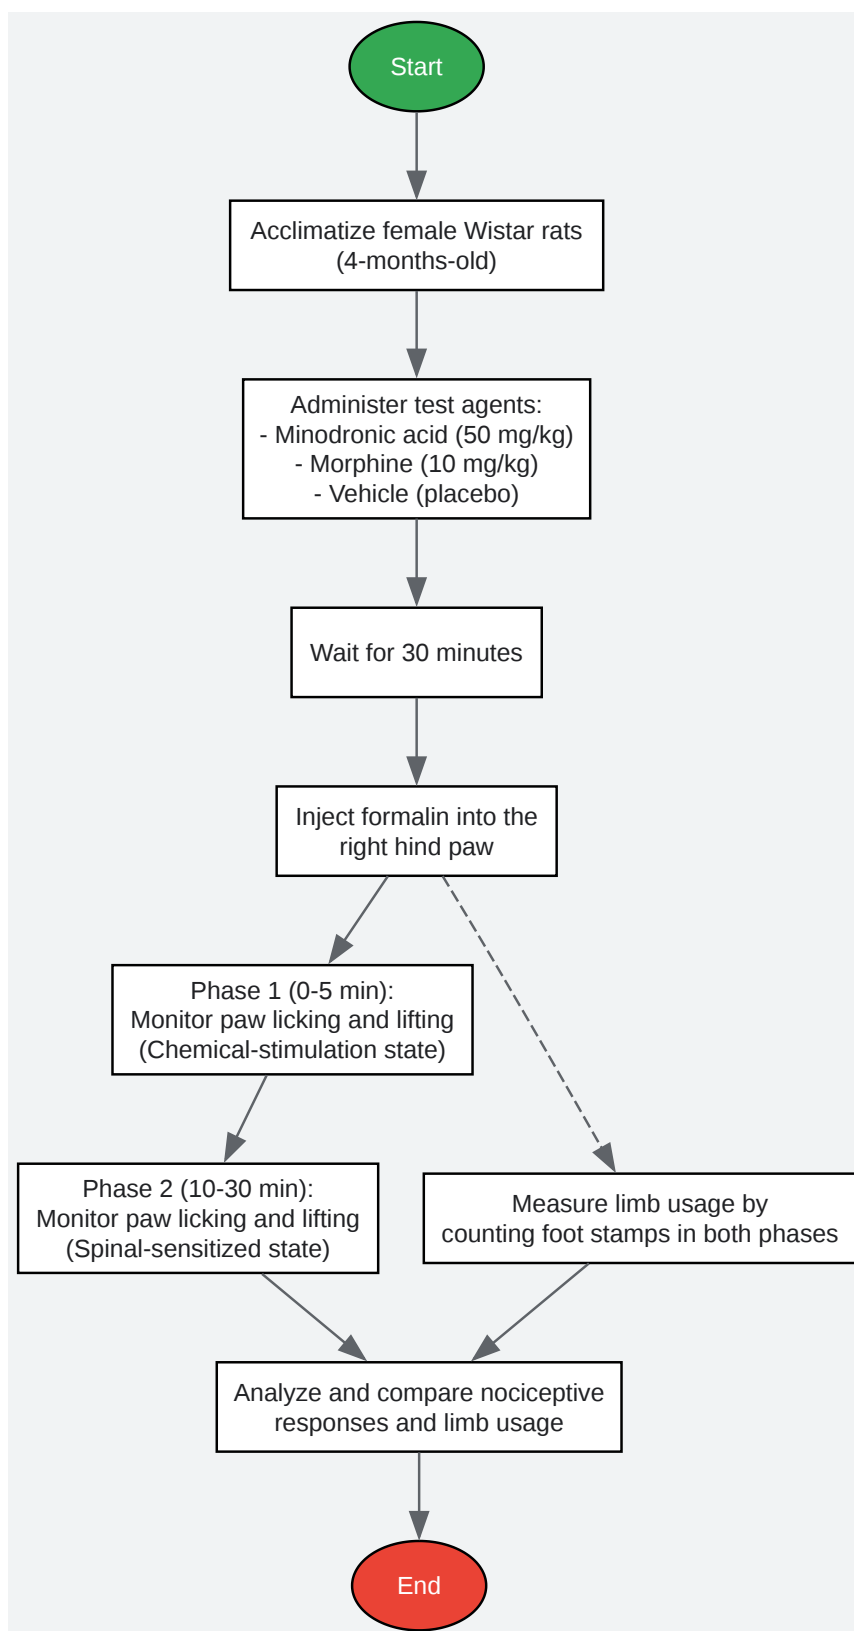 Start
Acclimatize female Wistar rats
(4-months-old)
Administer test agents:
- Minodronic acid (50 mg/kg)
- Morphine (10 mg/kg)
- Vehicle (placebo)
Wait for 30 minutes
Inject formalin into the
right hind paw
Phase 1 (0-5 min):
Monitor paw licking and lifting
(Chemical-stimulation state)
Phase 2 (10-30 min):
Monitor paw licking and lifting
(Spinal-sensitized state)
Measure limb usage by
counting foot stamps in both phases
Analyze and compare nociceptive
responses and limb usage
End